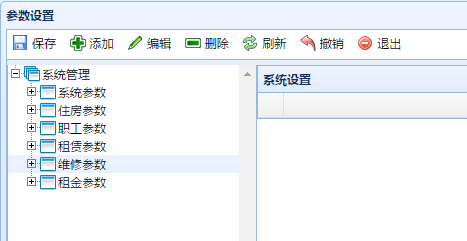 参数设置
保存 添加 编辑 删除 刷新 撤销 退出
系统管理
系统设置
系统参数
住房参数
职工参数
租赁参数
维修参数
租金参数